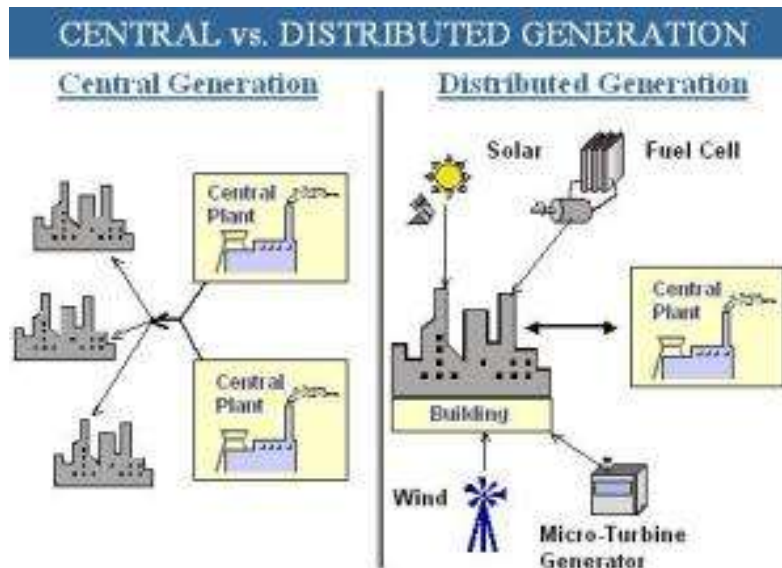 CENTRAL vs. DISTRIBUTED GENERATION
Central Generation
Central
Plant
Central
Plant
Distributed Generation
Solar
Fuel Cell
Central
Plant
Building
Wind
Micro-Turbine
Generator